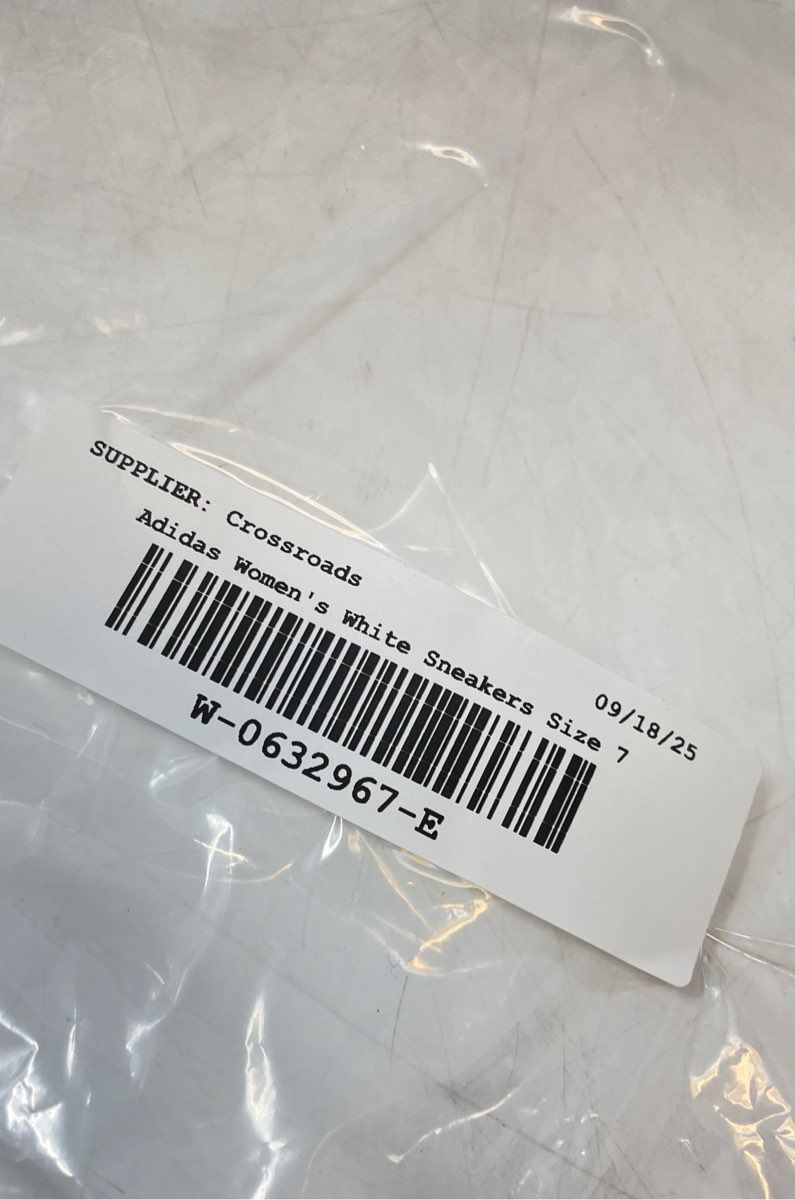 SUPPLIER: Crossroads
09/18/25
Adidas Women's White Sneakers Size 7
W-0632967-E